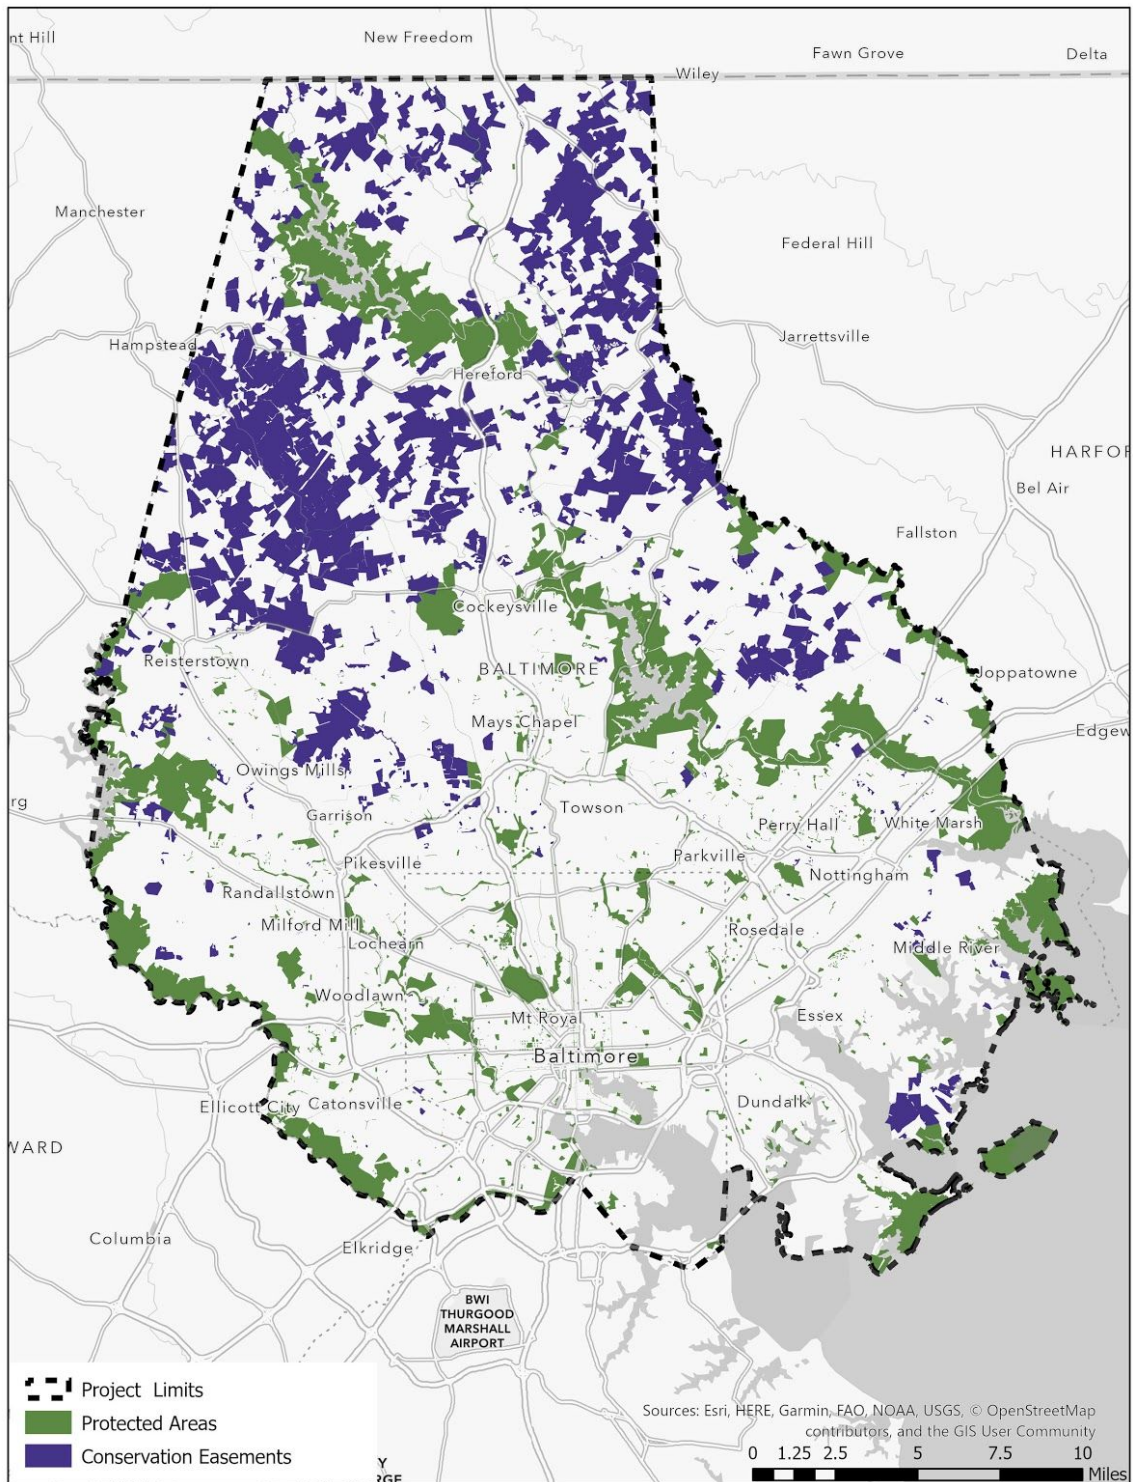 nt Hill
New Freedom
Fawn Grove
Delta
Wiley
Manchester
Federal Hill
Hampstead
Jarrettsville
Hereford
HARFOR
Bel Air
Fallston
Cockeysville
Reisterstown
BALTIMORE
Joppatowne
Mays Chapel
Edgew
Owings Mills
rg
Garrison
Towson
Perry Hall
White Marsh
Pikesville
Parkville
Nottingham
Randallstown
Milford Mill
Lochearn
Rosedale
Middle River
Woodlawn
Mt Royal
Essex
Baltimore
Ellicott City
Catonsville
Dundalk
WARD
Columbia
Elkridge
BWI
THURGOOD
MARSHALL
AIRPORT
Project Limits
Protected Areas
Conservation Easements
Y
RGE
Sources: Esri, HERE, Garmin, FAO, NOAA, USGS, © OpenStreetMap
contributors, and the GIS User Community
0 1.25 2.5 5 7.5 10
Miles